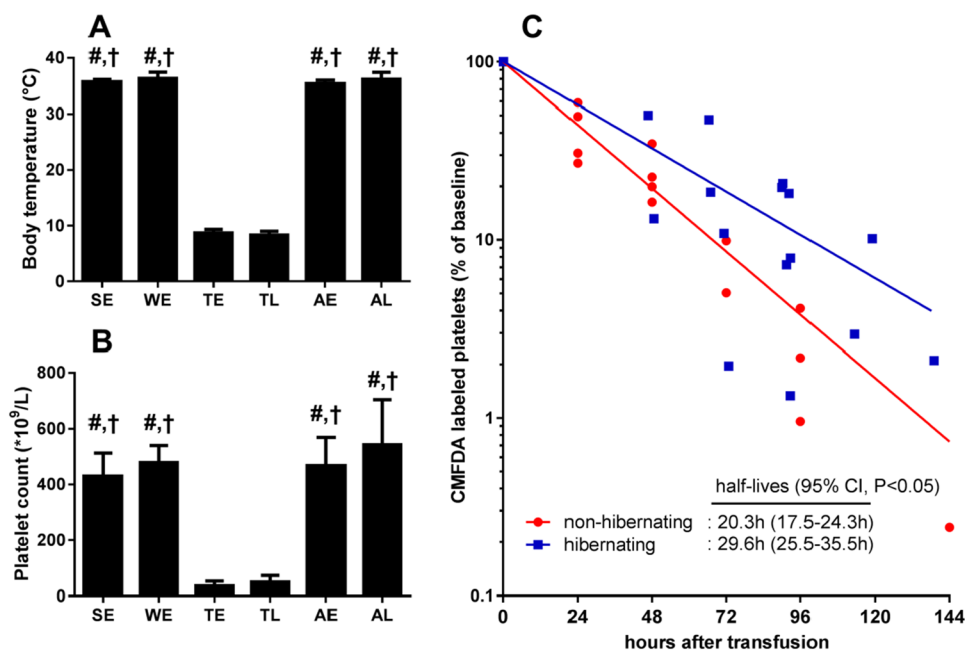 A
#,†
#,†
#,†
#,†
Body temperature (°C)
40
30
20
10
0
SE
WE
TE
TL
AE
AL
B
#,†
#,†
#,†
#,†
Platelet count (*10⁹/L)
800
600
400
200
0
SE
WE
TE
TL
AE
AL
C
CMFDA labeled platelets (% of baseline)
100
10
1
0.1
half-lives (95% CI, P<0.05)
non-hibernating : 20.3h (17.5-24.3h)
hibernating : 29.6h (25.5-35.5h)
0
24
48
72
96
120
144
hours after transfusion